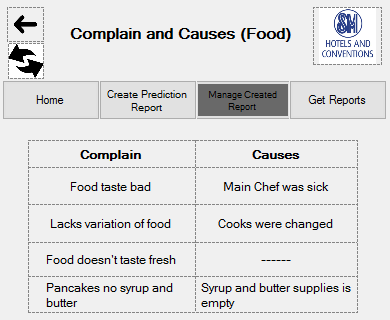 Complain and Causes (Food)
SM
HOTELS AND
CONVENTIONS
Home
Create Prediction
Report
Manage Created
Report
Get Reports
Complain Causes
Food taste bad Main Chef was sick
Lacks variation of food Cooks were changed
Food doesn't taste fresh ------
Pancakes no syrup and Syrup and butter supplies is
butter empty